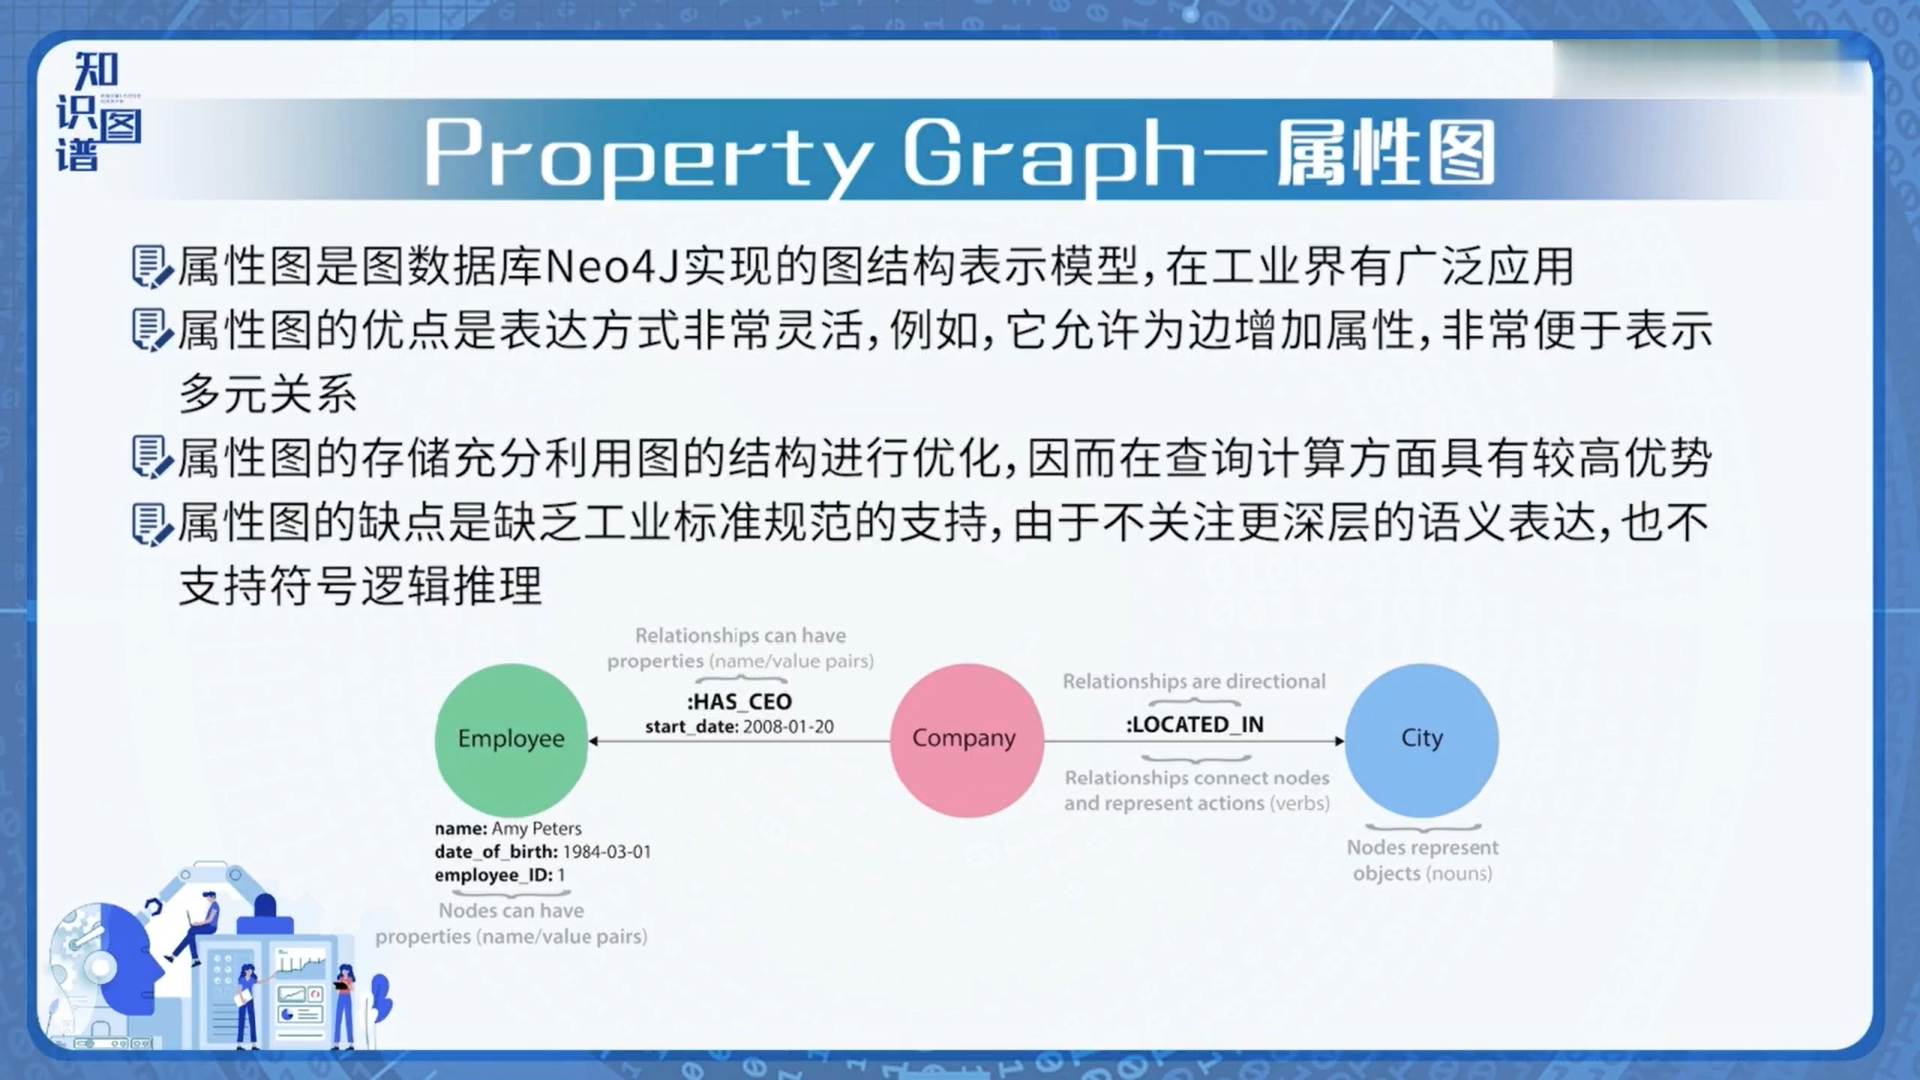 知识图谱
Property Graph—属性图
属性图是图数据库Neo4J实现的图结构表示模型,在工业界有广泛应用
属性图的优点是表达方式非常灵活,例如,它允许为边增加属性,非常便于表示
多元关系
属性图的存储充分利用图的结构进行优化,因而在查询计算方面具有较高优势
属性图的缺点是缺乏工业标准规范的支持,由于不关注更深层的语义表达,也不
支持符号逻辑推理
Relationships can have
properties (name/value pairs)
:HAS_CEO
start_date: 2008-01-20
Relationships are directional
:LOCATED_IN
Employee
Company
City
Relationships connect nodes
and represent actions (verbs)
name: Amy Peters
date_of_birth: 1984-03-01
employee_ID: 1
Nodes represent
objects (nouns)
Nodes can have
properties (name/value pairs)